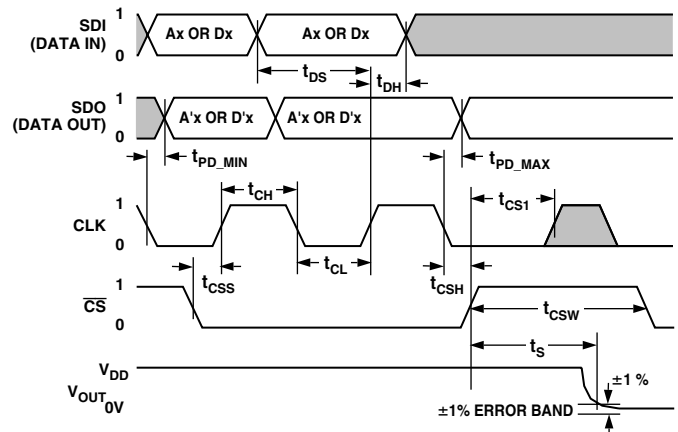 SDI
(DATA IN)
1
0
Ax OR Dx
Ax OR Dx
tDS
tDH
SDO
(DATA OUT)
1
0
A'x OR D'x
A'x OR D'x
tPD_MIN
tPD_MAX
tCH
tCS1
CLK
1
0
tCL
tCSS
tCSH
CS
1
0
tCSW
tS
VDD
VOUT
0V
±1 %
±1% ERROR BAND